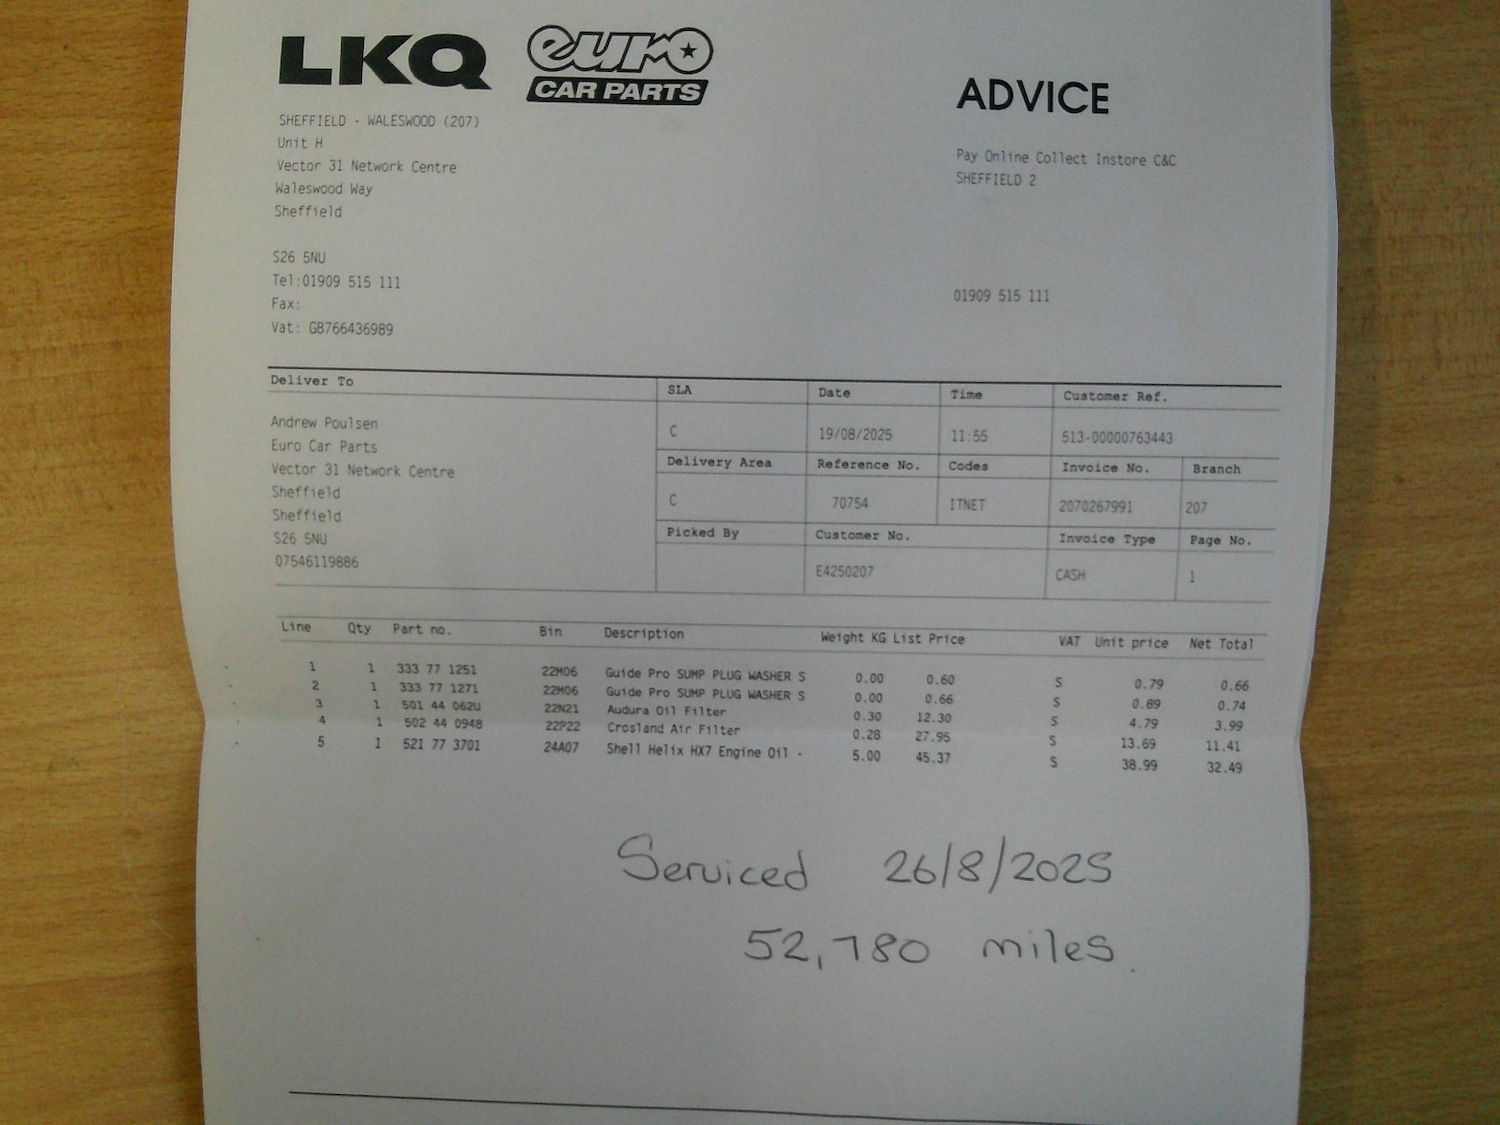 LKQ euro CAR PARTS
ADVICE
SHEFFIELD - WALESWOOD (207)
Unit H
Vector 31 Network Centre
Waleswood Way
Sheffield
S26 5NU
Tel:01909 515 111
Fax:
Vat: GB766436989
Pay Online Collect Instore C&C
SHEFFIELD 2
01909 515 111
Deliver To
Andrew Poulsen
Euro Car Parts
Vector 31 Network Centre
Sheffield
Sheffield
S26 5NU
07546119886
SLA Date Time Customer Ref.
C 19/08/2025 11:55 513-00000763443
Delivery Area Reference No. Codes Invoice No. Branch
C 70754 ITNET 2070267991 207
Picked By Customer No. Invoice Type Page No.
E4250207 CASH 1
Line Qty Part no. Bin Description Weight KG List Price VAT Unit price Net Total
1 1 333 77 1251 22M06 Guide Pro SUMP PLUG WASHER S 0.00 0.60 S 0.79 0.66
2 1 333 77 1271 22M06 Guide Pro SUMP PLUG WASHER S 0.00 0.66 S 0.89 0.74
3 1 501 44 062U 22N21 Audura Oil Filter 0.30 12.30 S 4.79 3.99
4 1 502 44 0948 22P22 Crosland Air Filter 0.28 27.95 S 13.69 11.41
5 1 521 77 3701 24A07 Shell Helix HX7 Engine Oil - 5.00 45.37 S 38.99 32.49
Serviced 26/8/2025
52,780 miles.